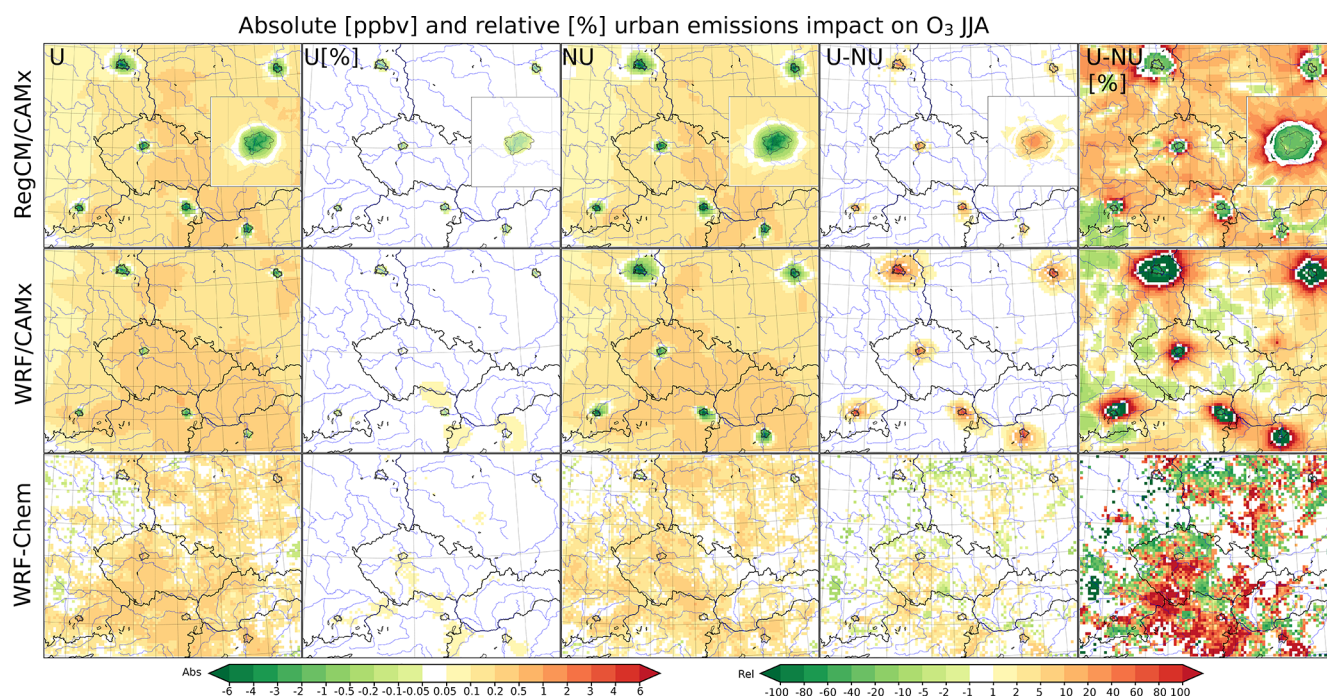 Absolute [ppbv] and relative [%] urban emissions impact on O₃ JJA
U U[%] NU U-NU U-NU
[%]
RegCM/CAMx
WRF/CAMx
WRF-Chem
Abs -6 -4 -3 -2 -1 -0.5 -0.2 -0.1 -0.05 0.05 0.1 0.2 0.5 1 2 3 4 6
Rel -100 -80 -60 -40 -20 -10 -5 -2 -1 1 2 5 10 20 40 60 80 100